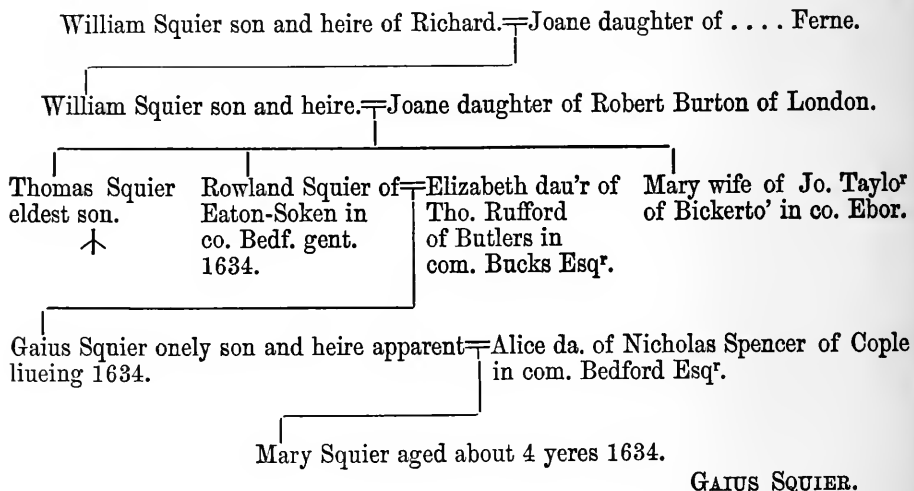 William Squier son and heire of Richard. Joane daughter of .... Ferne.
William Squier son and heire. Joane daughter of Robert Burton of London.
Thomas Squier
eldest son.
Rowland Squier of
Eaton-Soken in
co. Bedf. gent.
1634.
Elizabeth dau'r of
Tho. Rufford
of Butlers in
com. Bucks Esqʳ.
Mary wife of Jo. Tayloʳ
of Bickerto' in co. Ebor.
Gaius Squier onely son and heire apparent
liueing 1634.
Alice da. of Nicholas Spencer of Cople
in com. Bedford Esqʳ.
Mary Squier aged about 4 yeres 1634.
GAIUS SQUIER.